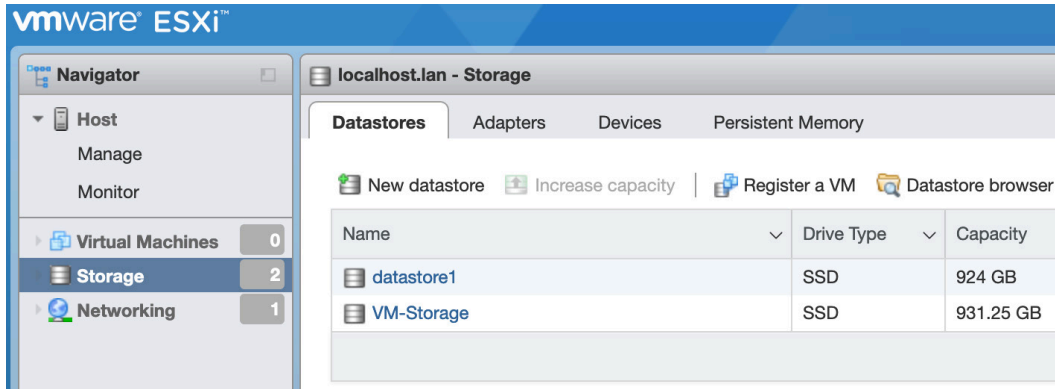 vmware® ESXi™
Navigator
Host
Manage
Monitor
Virtual Machines 0
Storage 2
Networking 1
localhost.lan - Storage
Datastores Adapters Devices Persistent Memory
New datastore Increase capacity Register a VM Datastore browser
Name Drive Type Capacity
datastore1 SSD 924 GB
VM-Storage SSD 931.25 GB